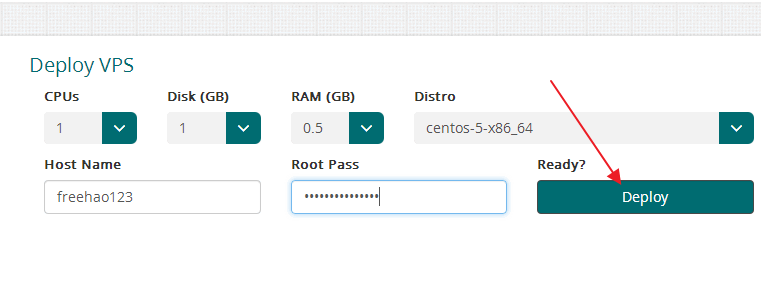 Deploy VPS
CPUs Disk (GB) RAM (GB) Distro
1 1 0.5 centos-5-x86_64
Host Name Root Pass Ready?
freehao123 ••••••••••••••• Deploy